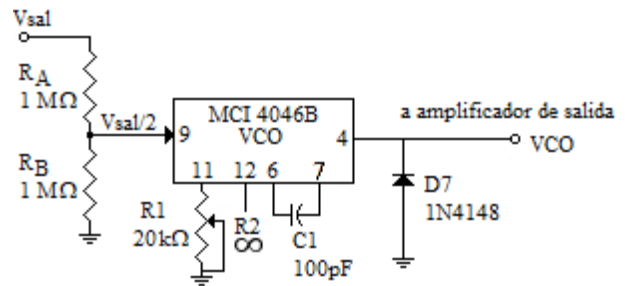 Vsal
RA
1 MΩ
Vsal/2
RB
1 MΩ
MCI 4046B
VCO
9
4
11 12 6 7
a amplificador de salida
VCO
R1
20kΩ
R2
∞
C1
100pF
D7
1N4148